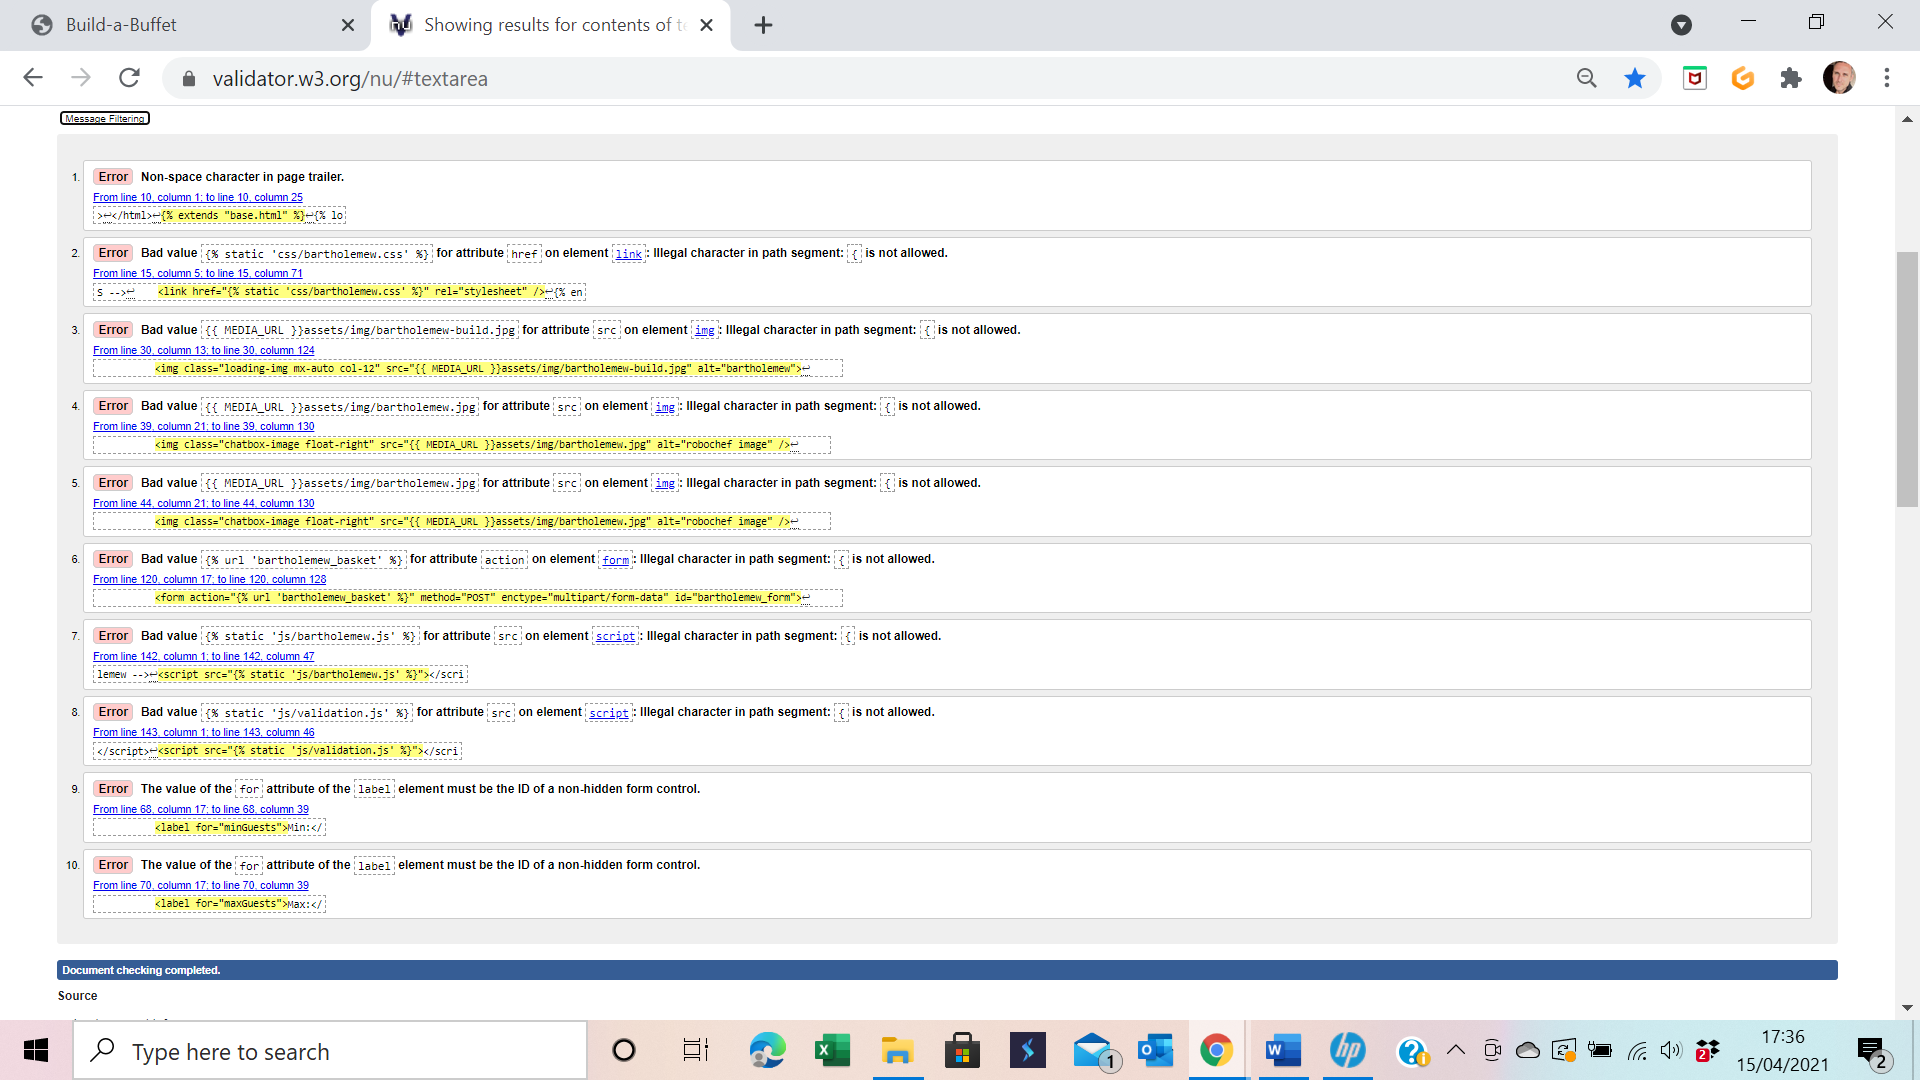 Build-a-Buffet
Showing results for contents of te
validator.w3.org/nu/#textarea
Message Filtering
1. Error Non-space character in page trailer.
From line 10, column 1; to line 10, column 25
>↩</html>↩{% extends "base.html" %}↩{% lo
2. Error Bad value {% static 'css/bartholemew.css' %} for attribute href on element link: Illegal character in path segment: { is not allowed.
From line 15, column 5; to line 15, column 71
S -->↩ <link href="{% static 'css/bartholemew.css' %}" rel="stylesheet" />↩{% en
3. Error Bad value {{ MEDIA_URL }}assets/img/bartholemew-build.jpg for attribute src on element img: Illegal character in path segment: { is not allowed.
From line 30, column 13; to line 30, column 124
<img class="loading-img mx-auto col-12" src="{{ MEDIA_URL }}assets/img/bartholemew-build.jpg" alt="bartholemew">↩
4. Error Bad value {{ MEDIA_URL }}assets/img/bartholemew.jpg for attribute src on element img: Illegal character in path segment: { is not allowed.
From line 39, column 21; to line 39, column 130
<img class="chatbox-image float-right" src="{{ MEDIA_URL }}assets/img/bartholemew.jpg" alt="robochef image" />↩
5. Error Bad value {{ MEDIA_URL }}assets/img/bartholemew.jpg for attribute src on element img: Illegal character in path segment: { is not allowed.
From line 44, column 21; to line 44, column 130
<img class="chatbox-image float-right" src="{{ MEDIA_URL }}assets/img/bartholemew.jpg" alt="robochef image" />↩
6. Error Bad value {% url 'bartholemew_basket' %} for attribute action on element form: Illegal character in path segment: { is not allowed.
From line 120, column 17; to line 120, column 128
<form action="{% url 'bartholemew_basket' %}" method="POST" enctype="multipart/form-data" id="bartholemew_form">↩
7. Error Bad value {% static 'js/bartholemew.js' %} for attribute src on element script: Illegal character in path segment: { is not allowed.
From line 142, column 1; to line 142, column 47
lemew -->↩<script src="{% static 'js/bartholemew.js' %}"></scri
8. Error Bad value {% static 'js/validation.js' %} for attribute src on element script: Illegal character in path segment: { is not allowed.
From line 143, column 1; to line 143, column 46
</script>↩<script src="{% static 'js/validation.js' %}"></scri
9. Error The value of the for attribute of the label element must be the ID of a non-hidden form control.
From line 68, column 17; to line 68, column 39
<label for="minGuests">Min:</
10. Error The value of the for attribute of the label element must be the ID of a non-hidden form control.
From line 70, column 17; to line 70, column 39
<label for="maxGuests">Max:</
Document checking completed.
Source
Type here to search
1
2
17:36
15/04/2021
2